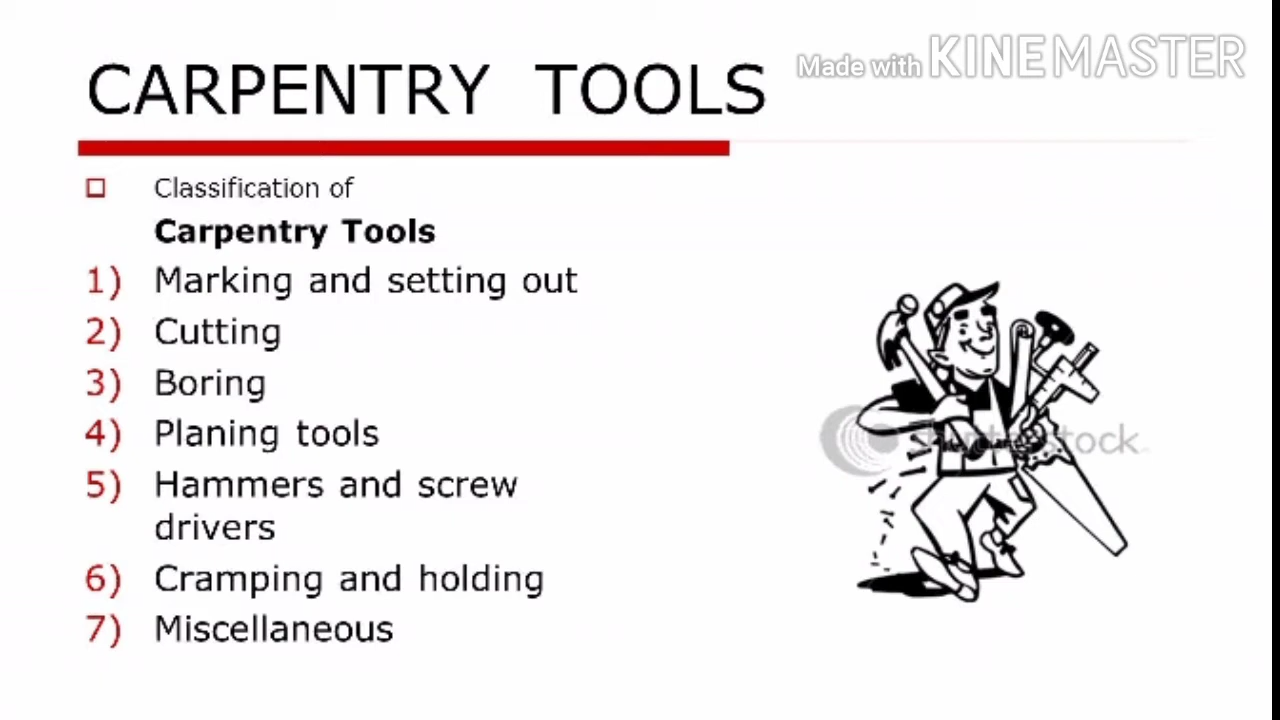 CARPENTRY TOOLS
Made with KINEMASTER
Classification of
Carpentry Tools
1) Marking and setting out
2) Cutting
3) Boring
4) Planing tools
5) Hammers and screw
drivers
6) Cramping and holding
7) Miscellaneous